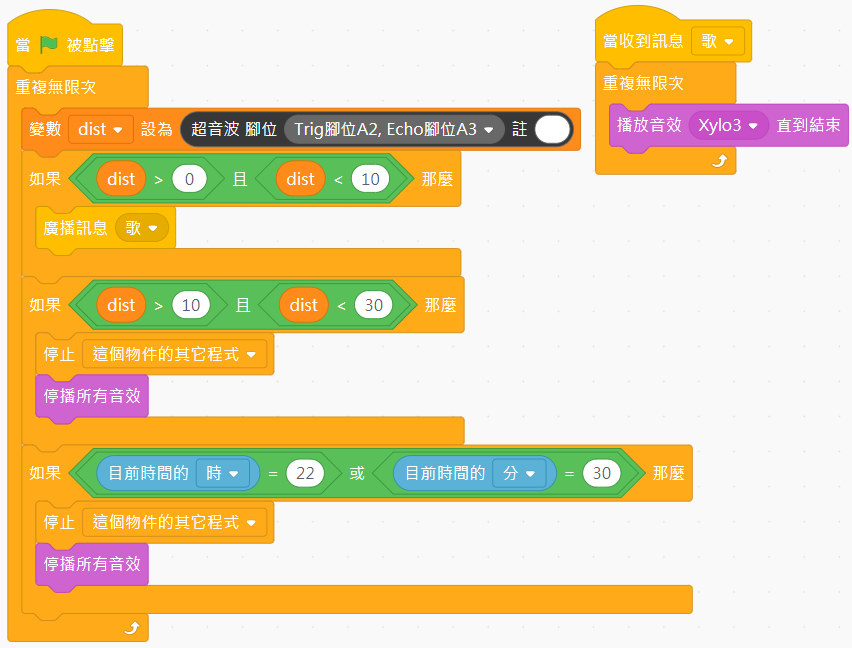 當 被點擊
重複無限次
變數 dist 設為 超音波 腳位 Trig腳位A2, Echo腳位A3 註
如果 dist > 0 且 dist < 10 那麼
廣播訊息 歌
如果 dist > 10 且 dist < 30 那麼
停止 這個物件的其它程式
停播所有音效
如果 目前時間的 時 = 22 或 目前時間的 分 = 30 那麼
停止 這個物件的其它程式
停播所有音效
當收到訊息 歌
重複無限次
播放音效 Xylo3 直到結束